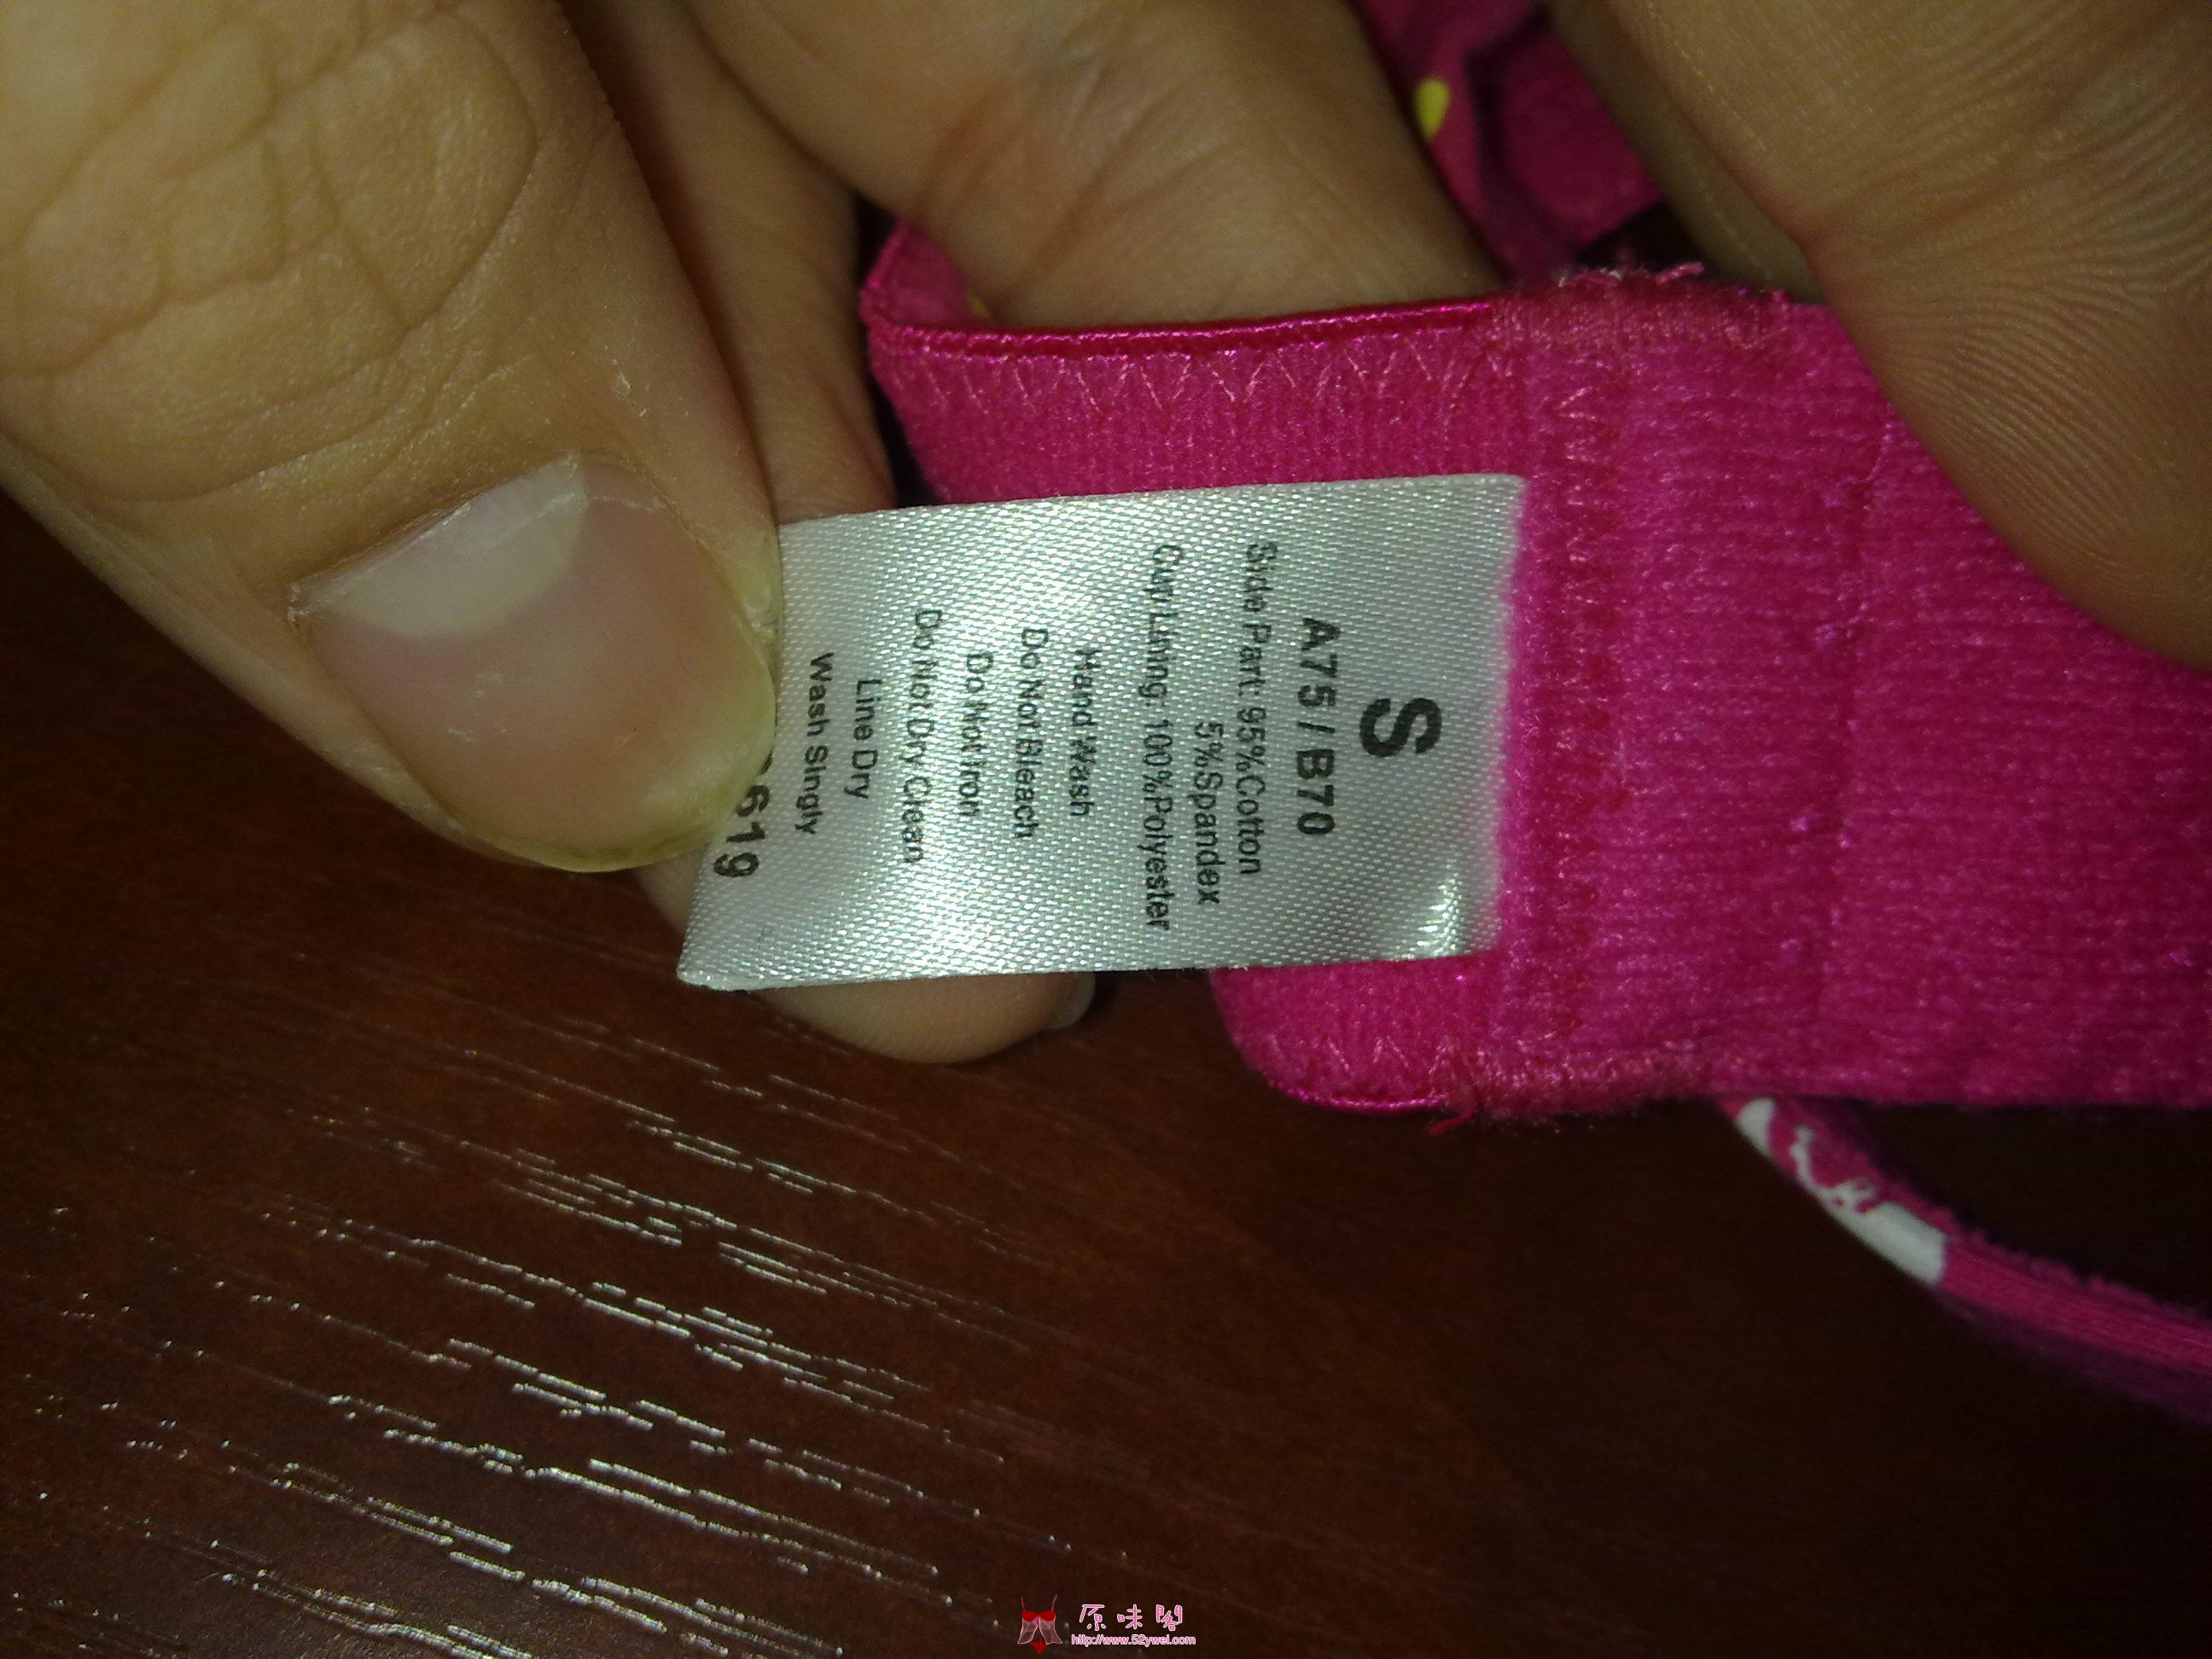 S
A75 / B70
Side Part: 95%Cotton
5%Spandex
Cup Lining: 100%Polyester
Hand Wash
Do Not Bleach
Do Not Iron
Do Not Dry Clean
Line Dry
Wash Singly
619
原味閣
http://www.52ywei.com